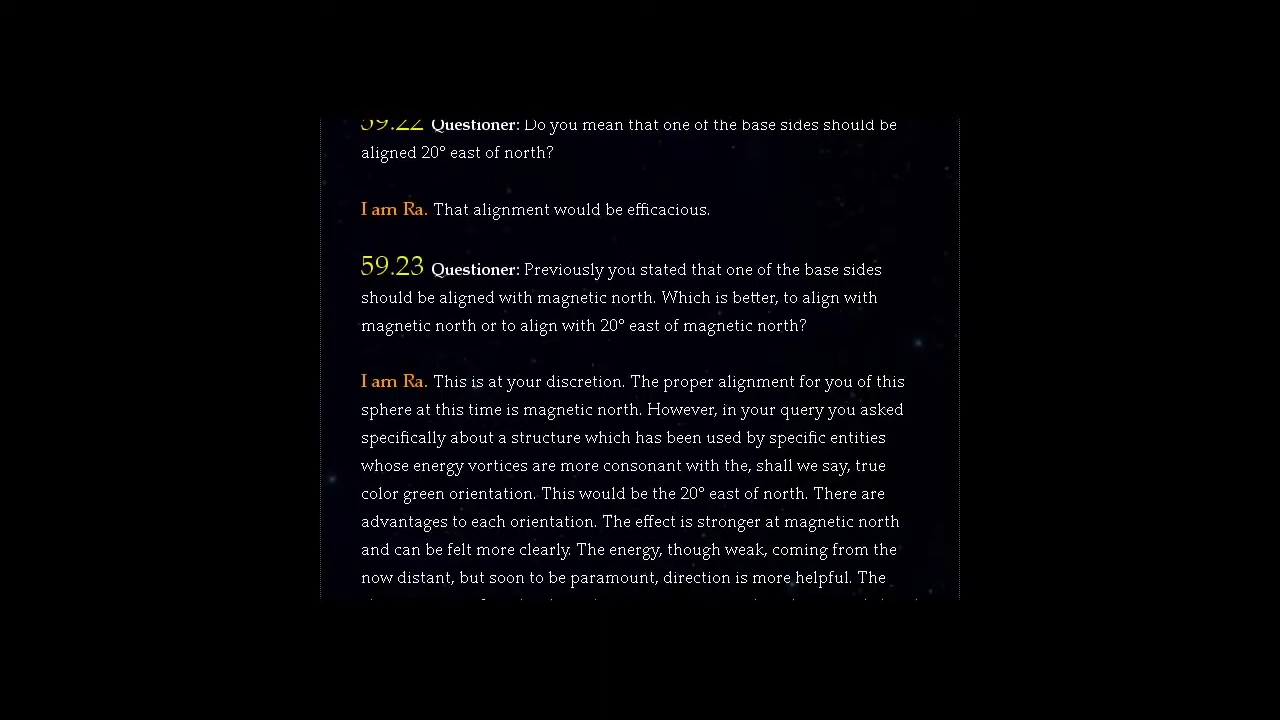 59.22 Questioner: Do you mean that one of the base sides should be
aligned 20° east of north?
I am Ra. That alignment would be efficacious.
59.23 Questioner: Previously you stated that one of the base sides
should be aligned with magnetic north. Which is better, to align with
magnetic north or to align with 20° east of magnetic north?
I am Ra. This is at your discretion. The proper alignment for you of this
sphere at this time is magnetic north. However, in your query you asked
specifically about a structure which has been used by specific entities
whose energy vortices are more consonant with the, shall we say, true
color green orientation. This would be the 20° east of north. There are
advantages to each orientation. The effect is stronger at magnetic north
and can be felt more clearly. The energy, though weak, coming from the
now distant, but soon to be paramount, direction is more helpful. The